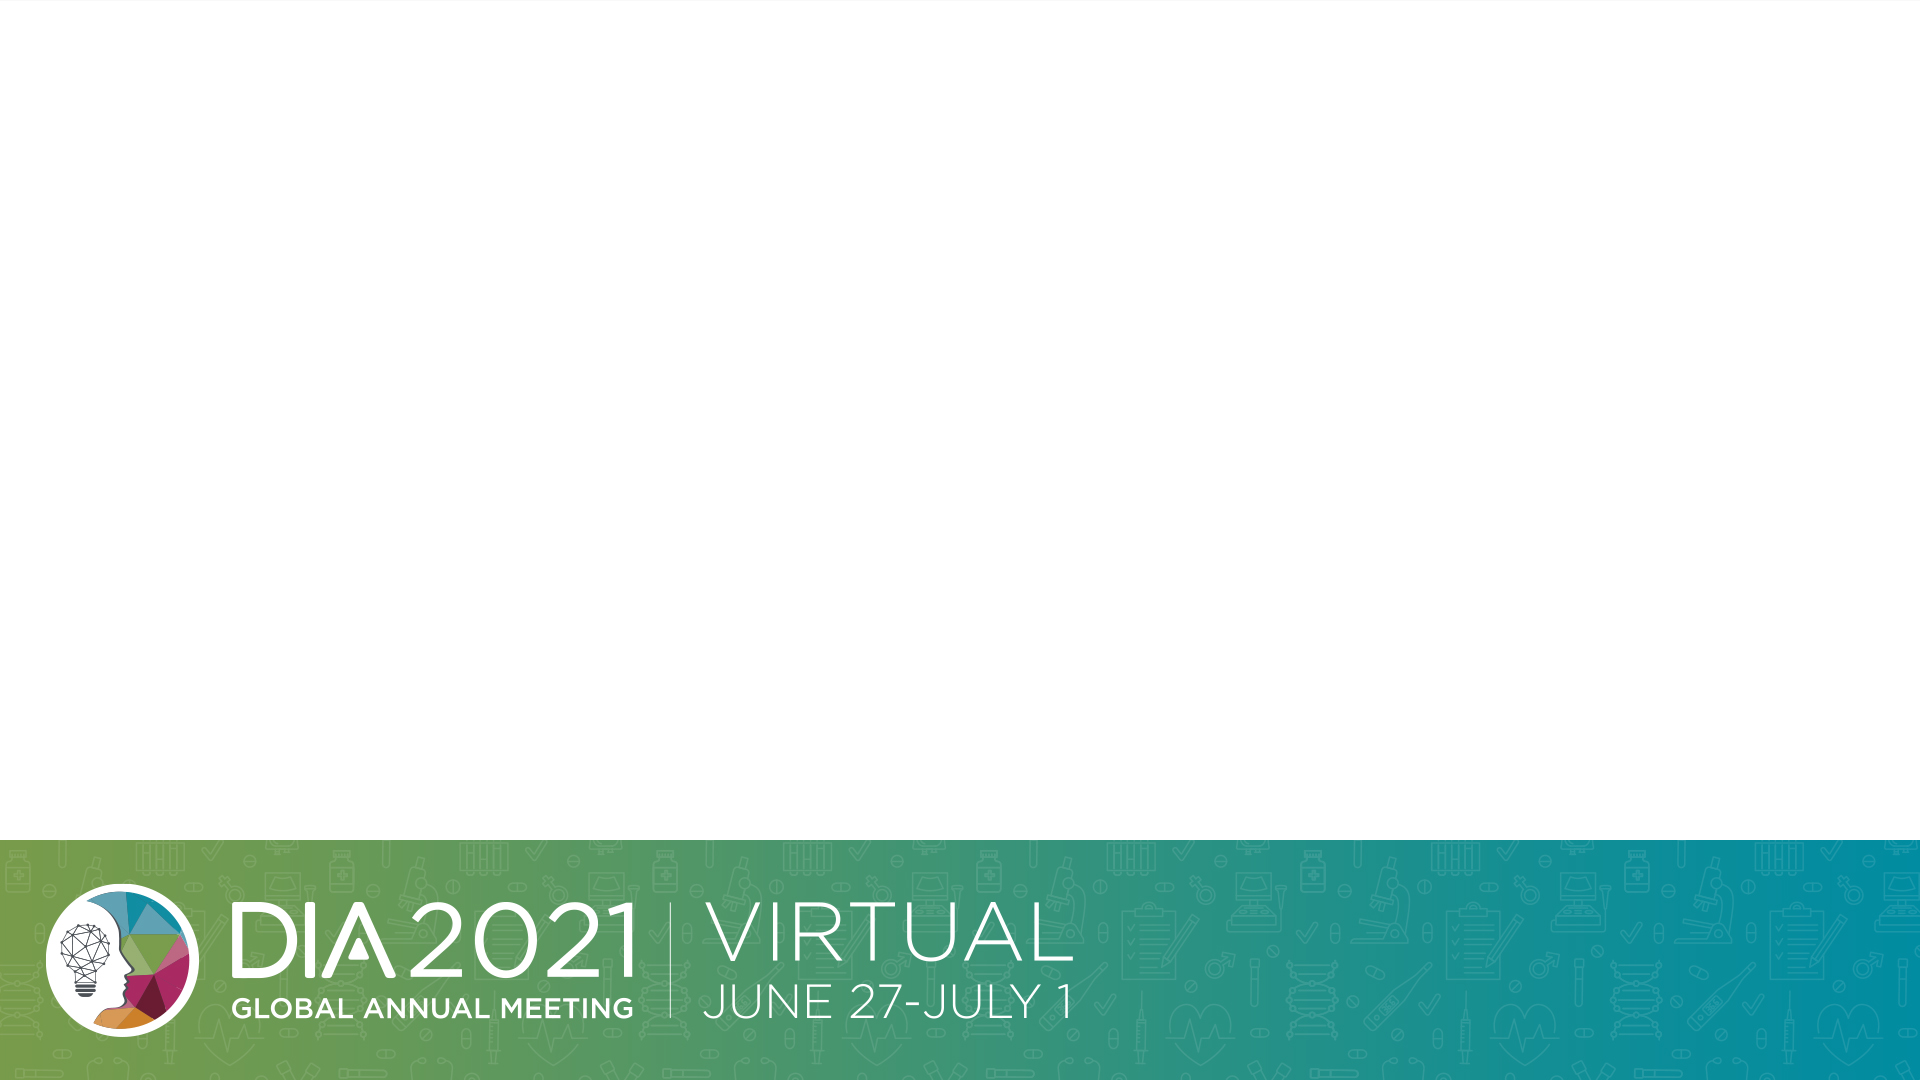 DIA 2021
GLOBAL ANNUAL MEETING
VIRTUAL
JUNE 27-JULY 1